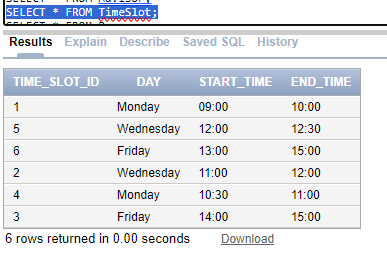 SELECT * FROM TimeSlot;
Results Explain Describe Saved SQL History
TIME_SLOT_ID DAY START_TIME END_TIME
1 Monday 09:00 10:00
5 Wednesday 12:00 12:30
6 Friday 13:00 15:00
2 Wednesday 11:00 12:00
4 Monday 10:30 11:00
3 Friday 14:00 15:00
6 rows returned in 0.00 seconds Download